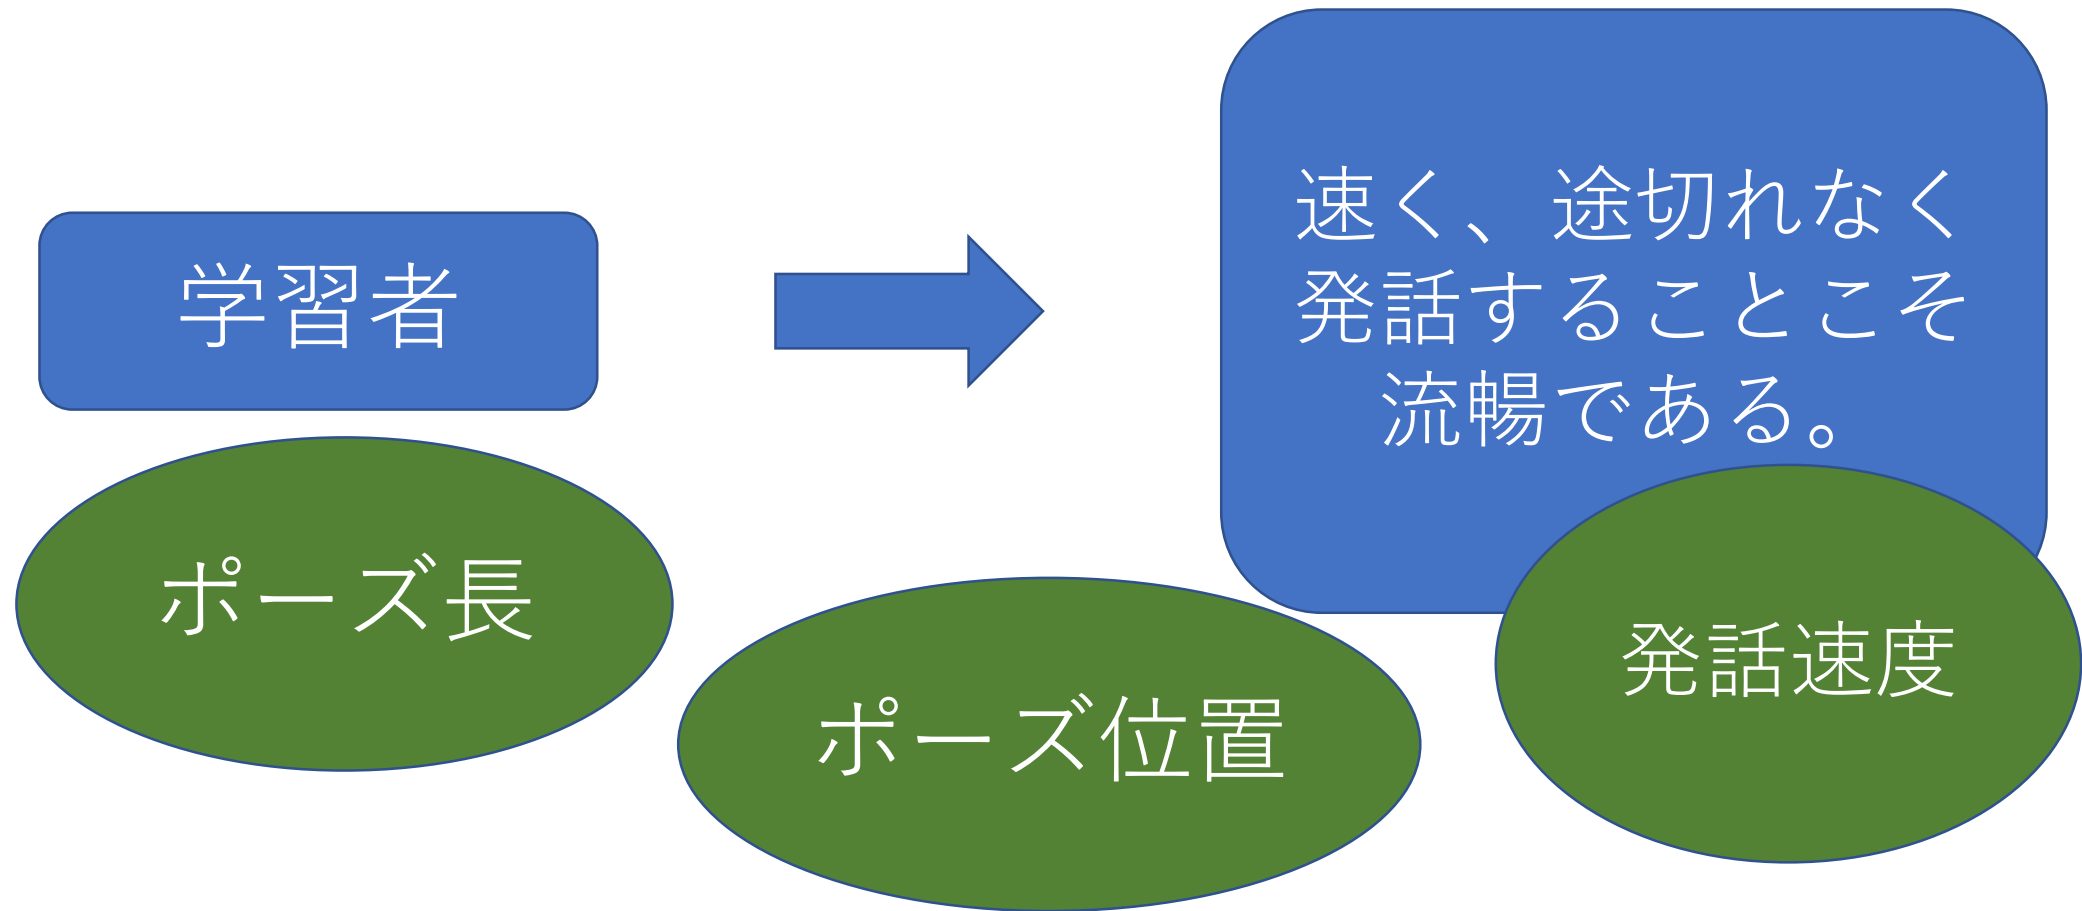 学習者
速く、途切れなく
発話することこそ
流暢である。
ポーズ長
ポーズ位置
発話速度